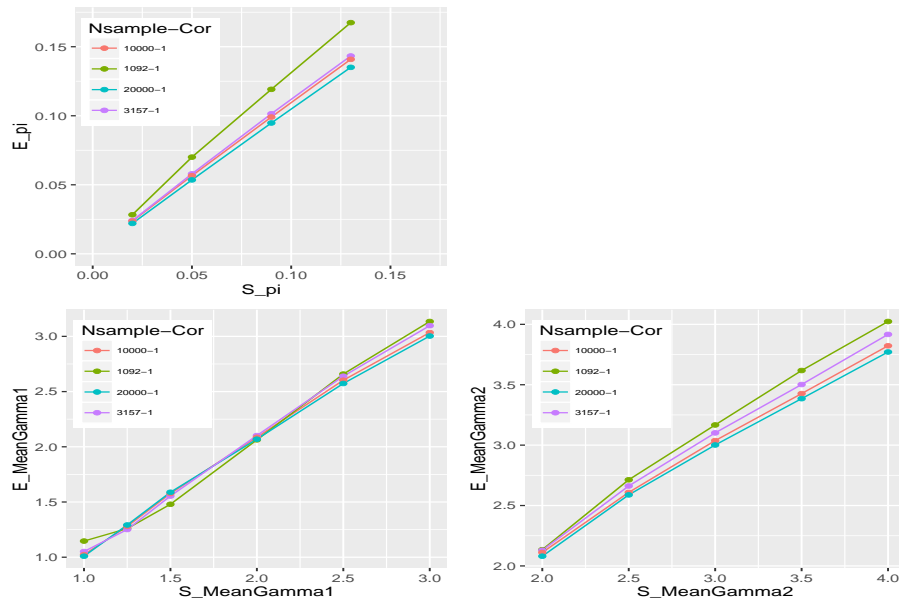 Nsample−Cor
10000−1
1092−1
20000−1
3157−1
0.15
0.10
0.05
0.00
E_pi
0.00 0.05 0.10 0.15
S_pi
Nsample−Cor
10000−1
1092−1
20000−1
3157−1
3.0
2.5
2.0
1.5
1.0
E_MeanGamma1
1.0 1.5 2.0 2.5 3.0
S_MeanGamma1
Nsample−Cor
10000−1
1092−1
20000−1
3157−1
4.0
3.5
3.0
2.5
2.0
E_MeanGamma2
2.0 2.5 3.0 3.5 4.0
S_MeanGamma2